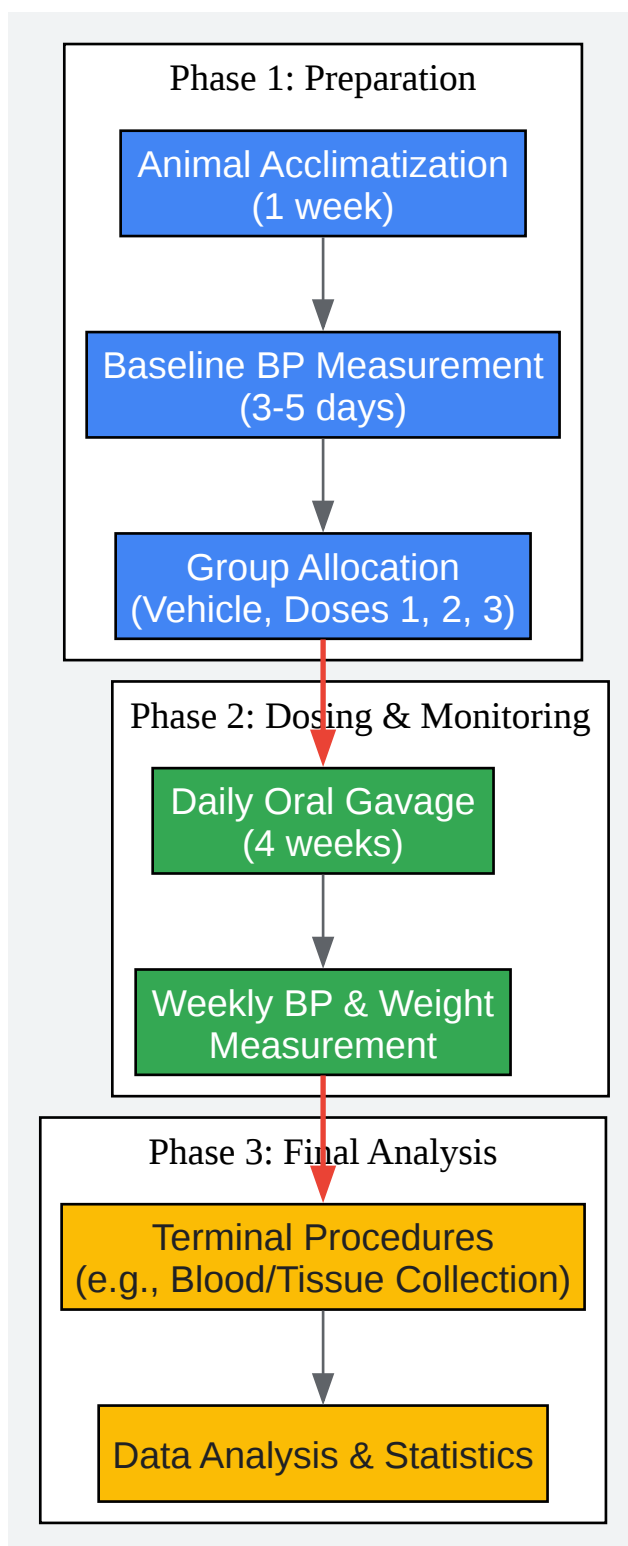 Phase 1: Preparation
Animal Acclimatization
(1 week)
Baseline BP Measurement
(3-5 days)
Group Allocation
(Vehicle, Doses 1, 2, 3)
Phase 2: Dosing & Monitoring
Daily Oral Gavage
(4 weeks)
Weekly BP & Weight
Measurement
Phase 3: Final Analysis
Terminal Procedures
(e.g., Blood/Tissue Collection)
Data Analysis & Statistics